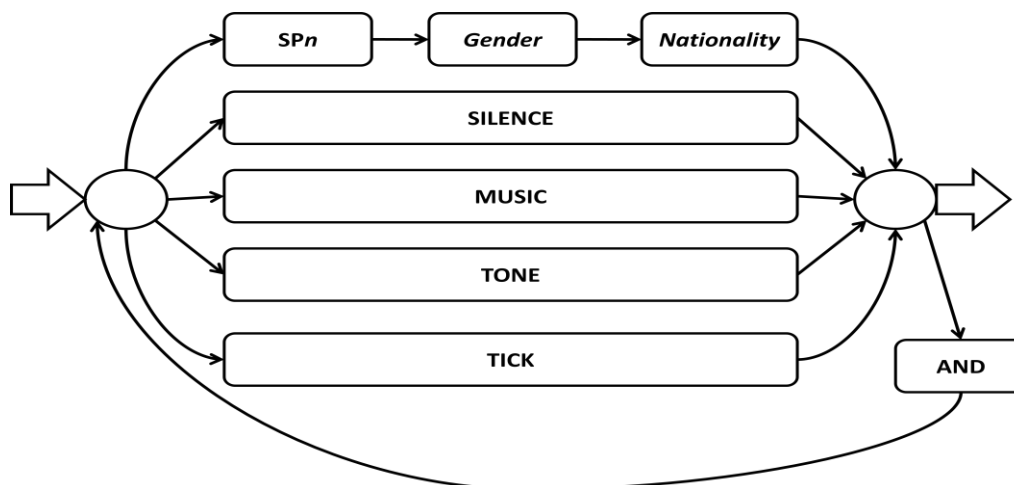 SPn
Gender
Nationality
SILENCE
MUSIC
TONE
TICK
AND